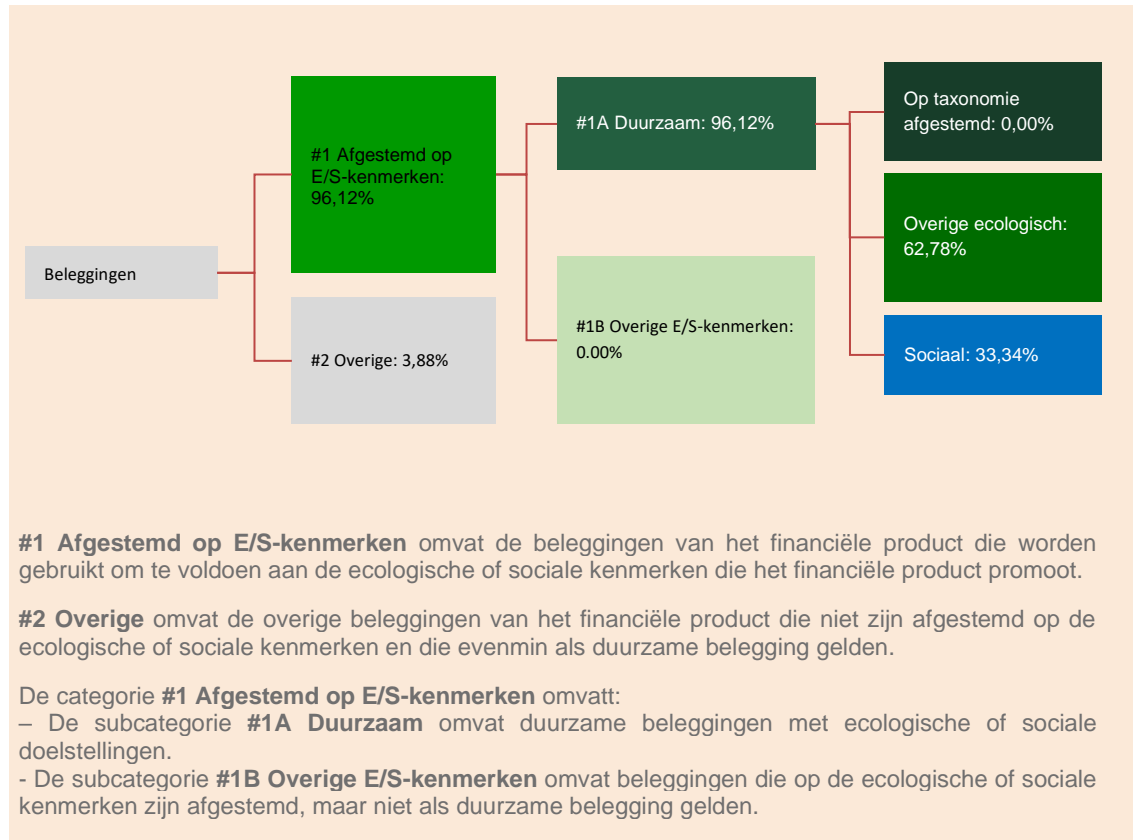 Beleggingen
#1 Afgestemd op
E/S-kenmerken:
96,12%
#2 Overige: 3,88%
#1A Duurzaam: 96,12%
#1B Overige E/S-kenmerken:
0.00%
Op taxonomie
afgestemd: 0,00%
Overige ecologisch:
62,78%
Sociaal: 33,34%
#1 Afgestemd op E/S-kenmerken omvat de beleggingen van het financiële product die worden
gebruikt om te voldoen aan de ecologische of sociale kenmerken die het financiële product promoot.
#2 Overige omvat de overige beleggingen van het financiële product die niet zijn afgestemd op de
ecologische of sociale kenmerken en die evenmin als duurzame belegging gelden.
De categorie #1 Afgestemd op E/S-kenmerken omvatt:
– De subcategorie #1A Duurzaam omvat duurzame beleggingen met ecologische of sociale
doelstellingen.
- De subcategorie #1B Overige E/S-kenmerken omvat beleggingen die op de ecologische of sociale
kenmerken zijn afgestemd, maar niet als duurzame belegging gelden.